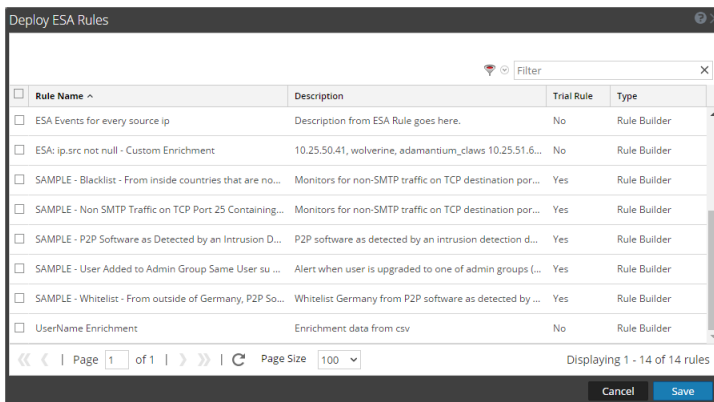 Deploy ESA Rules
Filter
Rule Name Description Trial Rule Type
ESA Events for every source ip Description from ESA Rule goes here. No Rule Builder
ESA: ip.src not null - Custom Enrichment 10.25.50.41, wolverine, adamantium_claws 10.25.51.6... No Rule Builder
SAMPLE - Blacklist - From inside countries that are no... Monitors for non-SMTP traffic on TCP destination por... Yes Rule Builder
SAMPLE - Non SMTP Traffic on TCP Port 25 Containing... Monitors for non-SMTP traffic on TCP destination por... Yes Rule Builder
SAMPLE - P2P Software as Detected by an Intrusion D... P2P software as detected by an intrusion detection d... Yes Rule Builder
SAMPLE - User Added to Admin Group Same User su ... Alert when user is upgraded to one of admin groups (... Yes Rule Builder
SAMPLE - Whitelist - From outside of Germany, P2P So... Whitelist Germany from P2P software as detected by ... Yes Rule Builder
UserName Enrichment Enrichment data from csv No Rule Builder
Page 1 of 1 Page Size 100 Displaying 1 - 14 of 14 rules
Cancel Save